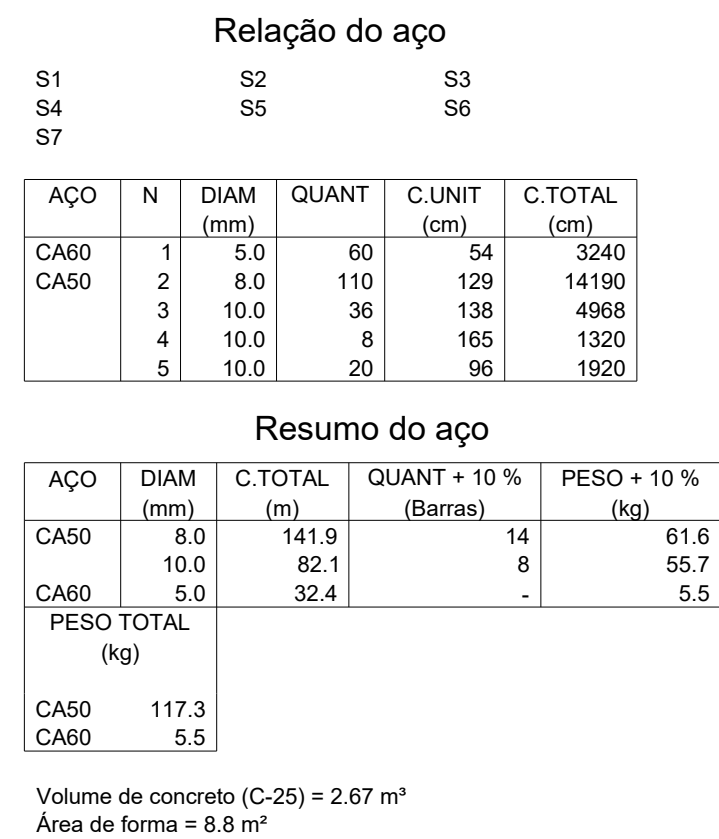 Relação do aço
S1 S2 S3
S4 S5 S6
S7
AÇO N DIAM QUANT C.UNIT C.TOTAL
(mm) (cm) (cm)
CA60 1 5.0 60 54 3240
CA50 2 8.0 110 129 14190
3 10.0 36 138 4968
4 10.0 8 165 1320
5 10.0 20 96 1920
Resumo do aço
AÇO DIAM C.TOTAL QUANT + 10 % PESO + 10 %
(mm) (m) (Barras) (kg)
CA50 8.0 141.9 14 61.6
10.0 82.1 8 55.7
CA60 5.0 32.4 - 5.5
PESO TOTAL
(kg)
CA50 117.3
CA60 5.5
Volume de concreto (C-25) = 2.67 m³
Área de forma = 8.8 m²